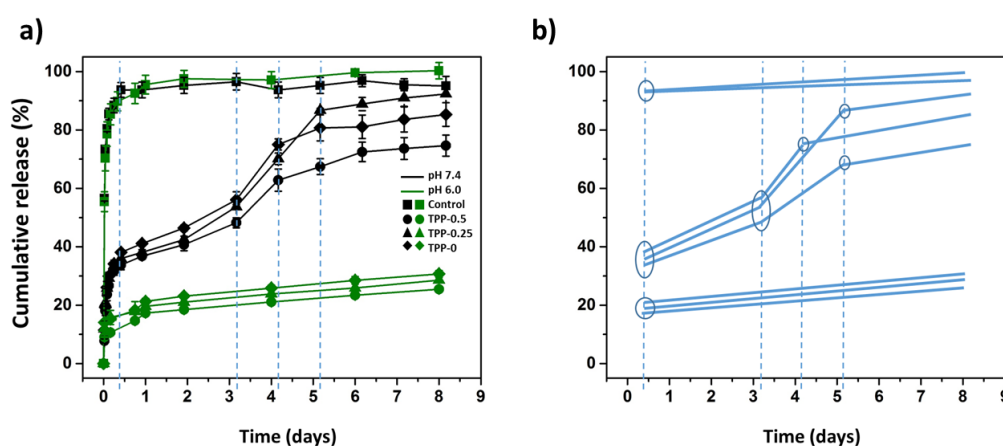 a)
Cumulative release (%)
100
80
60
40
20
0
pH 7.4
pH 6.0
Control
TPP-0.5
TPP-0.25
TPP-0
0 1 2 3 4 5 6 7 8 9
Time (days)
b)
100
80
60
40
20
0
0 1 2 3 4 5 6 7 8 9
Time (days)